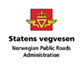 Statens vegvesen
Norwegian Public Roads
Administration